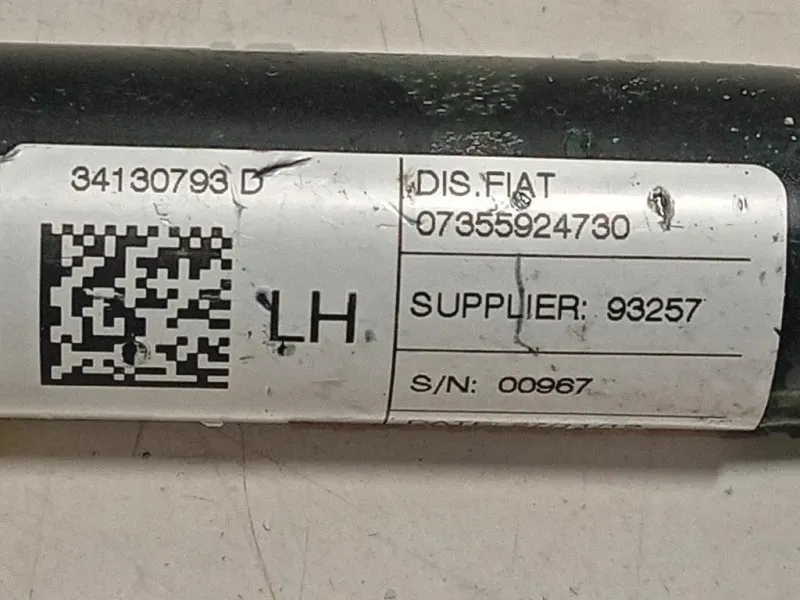 34130793 D
LH
DIS.FIAT
07355924730
SUPPLIER: 93257
S/N: 00967